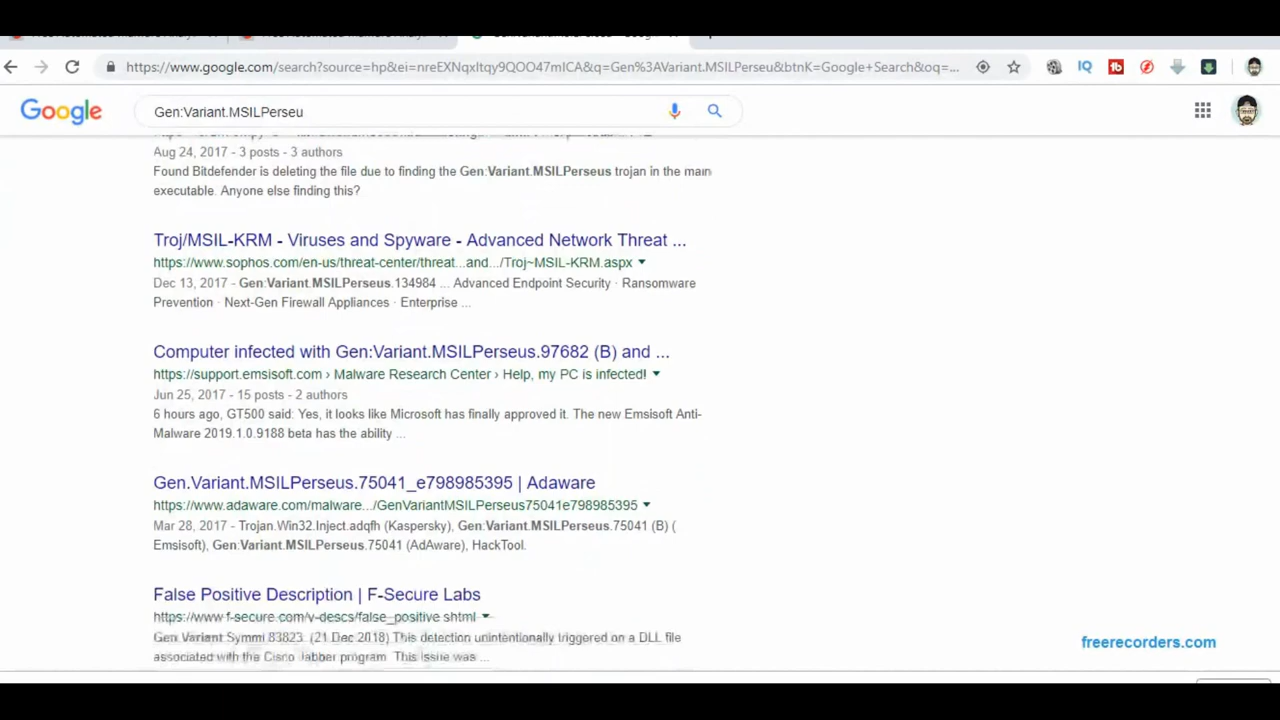 https://www.google.com/search?source=hp&ei=nreEXNqxItqy9QOO47mICA&q=Gen%3AVariant.MSILPerseu&btnK=Google+Search&oq=...
Google
Gen:Variant.MSILPerseu
Aug 24, 2017 - 3 posts - 3 authors
Found Bitdefender is deleting the file due to finding the Gen:Variant.MSILPerseus trojan in the main
executable. Anyone else finding this?
Troj/MSIL-KRM - Viruses and Spyware - Advanced Network Threat ...
https://www.sophos.com/en-us/threat-center/threat...and.../Troj~MSIL-KRM.aspx
Dec 13, 2017 - Gen:Variant.MSILPerseus.134984 ... Advanced Endpoint Security · Ransomware
Prevention · Next-Gen Firewall Appliances · Enterprise ...
Computer infected with Gen:Variant.MSILPerseus.97682 (B) and ...
https://support.emsisoft.com › Malware Research Center › Help, my PC is infected!
Jun 25, 2017 - 15 posts - 2 authors
6 hours ago, GT500 said: Yes, it looks like Microsoft has finally approved it. The new Emsisoft Anti-
Malware 2019.1.0.9188 beta has the ability ...
Gen.Variant.MSILPerseus.75041_e798985395 | Adaware
https://www.adaware.com/malware.../GenVariantMSILPerseus75041e798985395
Mar 28, 2017 - Trojan.Win32.Inject.adqfh (Kaspersky), Gen:Variant.MSILPerseus.75041 (B) (
Emsisoft), Gen:Variant.MSILPerseus.75041 (AdAware), HackTool.
False Positive Description | F-Secure Labs
https://www.f-secure.com/v-descs/false_positive.shtml
Gen:Variant.Symmi.83823. (21 Dec 2018) This detection unintentionally triggered on a DLL file
associated with the Cisco Jabber program. This issue was ...
freerecorders.com